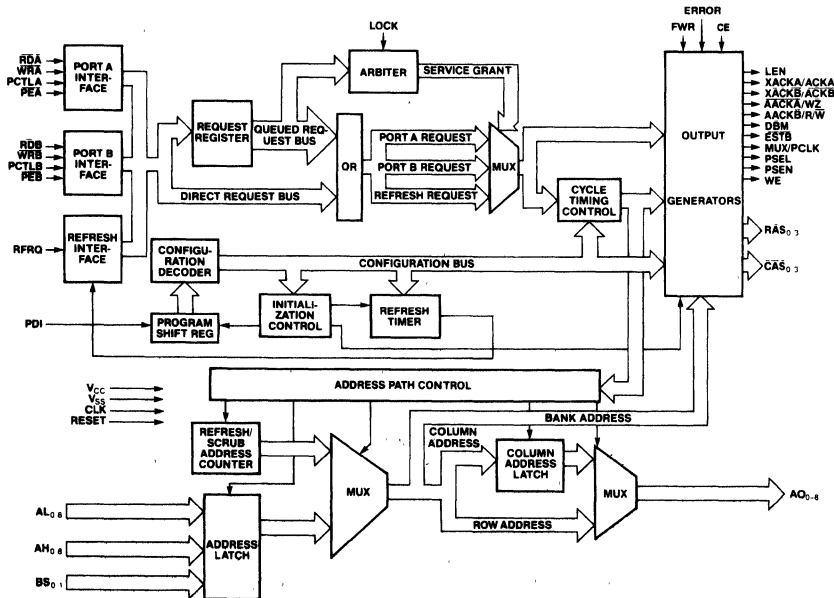 ERROR
FWR CE
LOCK
RDA
WRA
PCTLA
PEA
PORT A
INTER-
FACE
ARBITER
SERVICE GRANT
LEN
XACKA/ACKA
XACKB/ACKB
AACKA/WZ
AACKB/R/W
DBM
ESTB
MUX/PCLK
PSEL
PSEN
WE
REQUEST
REGISTER
QUEUED REQ-
UEST BUS
PORT A REQUEST
RDB
WRB
PCTLB
PEB
PORT B
INTER-
FACE
OR
PORT B REQUEST
MUX
OUTPUT
GENERATORS
DIRECT REQUEST BUS
REFRESH REQUEST
CYCLE
TIMING
CONTROL
RFRQ
REFRESH
INTER-
FACE
CONFIGU-
RATION
DECODER
CONFIGURATION BUS
RAS0 3
CAS0 3
PDI
PROGRAM
SHIFT REG
INITIALI-
ZATION
CONTROL
REFRESH
TIMER
ADDRESS PATH CONTROL
VCC
VSS
CLK
RESET
BANK ADDRESS
REFRESH/
SCRUB
ADDRESS
COUNTER
MUX
COLUMN
ADDRESS
COLUMN
ADDRESS
LATCH
MUX
AO0-8
ROW ADDRESS
AL0 8
AH0 8
BS0 1
ADDRESS
LATCH